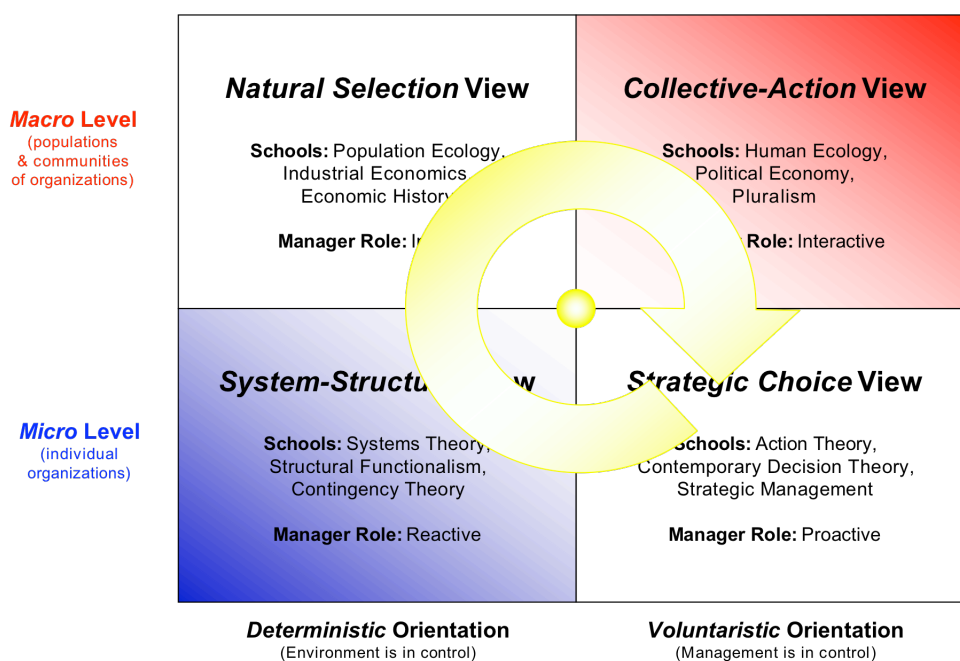 Natural Selection View
Schools: Population Ecology,
Industrial Economics,
Economic History
Manager Role:
Collective-Action View
Schools: Human Ecology,
Political Economy,
Pluralism
Role: Interactive
Macro Level
(populations
& communities
of organizations)
System-Structu
Schools: Systems Theory,
Structural Functionalism,
Contingency Theory
Manager Role: Reactive
Strategic Choice View
Schools: Action Theory,
Contemporary Decision Theory,
Strategic Management
Manager Role: Proactive
Micro Level
(individual
organizations)
Deterministic Orientation
(Environment is in control)
Voluntaristic Orientation
(Management is in control)